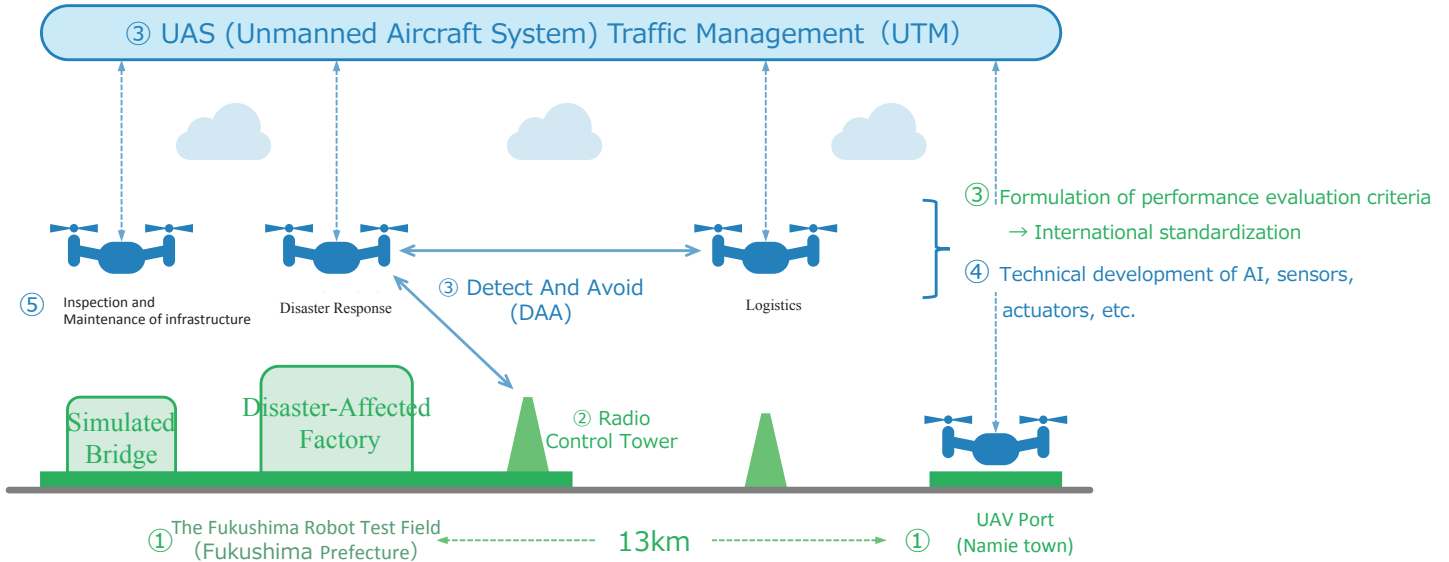 ③ UAS (Unmanned Aircraft System) Traffic Management（UTM）
③ Formulation of performance evaluation criteria
→ International standardization
④ Technical development of AI, sensors,
actuators, etc.
⑤ Inspection and
Maintenance of infrastructure
Disaster Response
③ Detect And Avoid
(DAA)
Logistics
Simulated
Bridge
Disaster-Affected
Factory
② Radio
Control Tower
① The Fukushima Robot Test Field
（Fukushima Prefecture）
13km
① UAV Port
(Namie town)